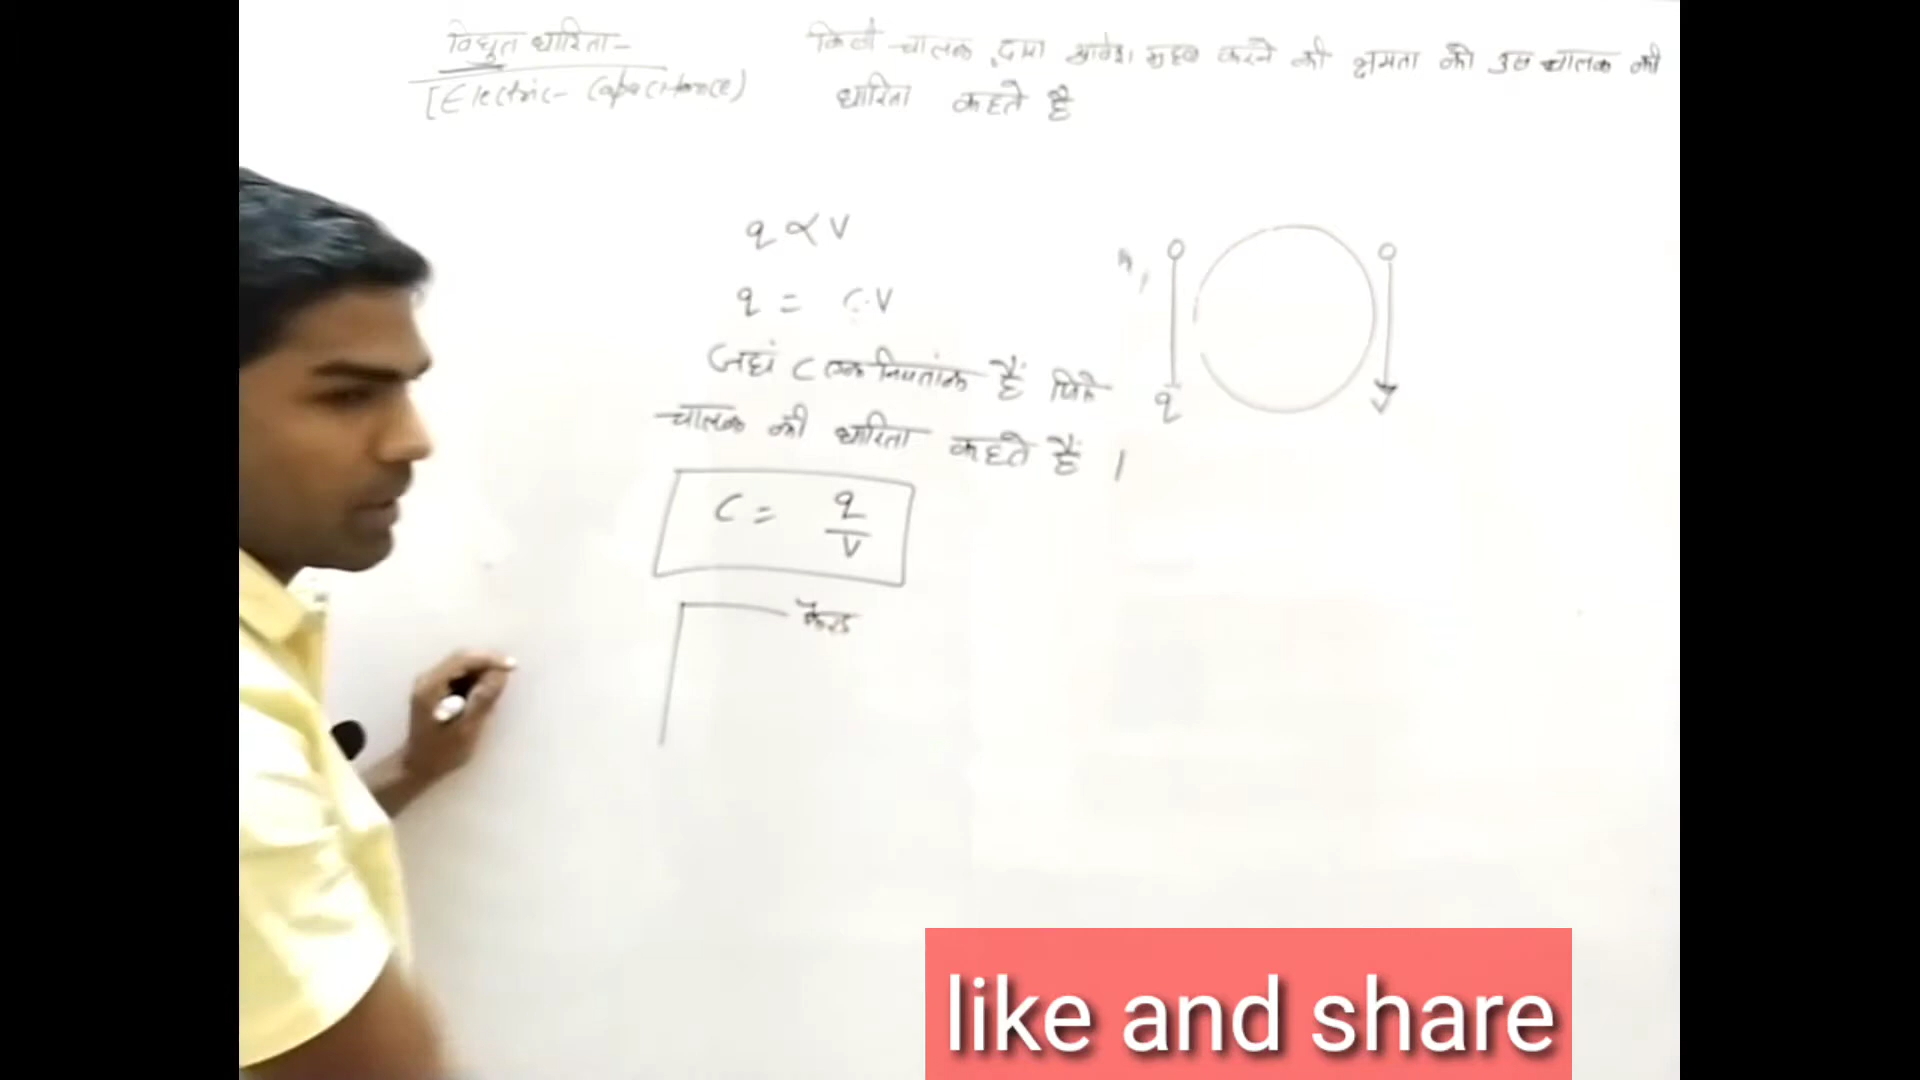 विद्युत धारिता -
[Electric- Capacitance)
किसी चालक द्वारा आवेश ग्रहण करने की क्षमता को उस चालक की
धारिता कहते है
q ∝ V
q = C.V
जहां C एक नियतांक हैं जिसे
चालक की धारिता कहते हैं ।
C = q/V
q
like and share